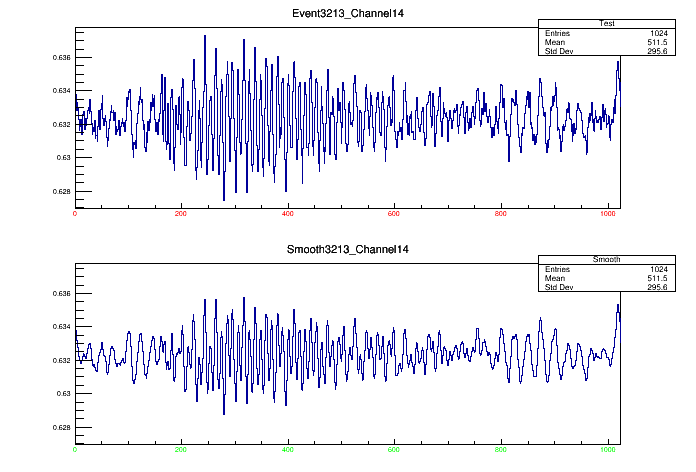 Event3213_Channel14
Test
Entries 1024
Mean 511.5
Std Dev 295.6
0.636
0.634
0.632
0.63
0.628
0 200 400 600 800 1000
Smooth3213_Channel14
Smooth
Entries 1024
Mean 511.5
Std Dev 295.6
0.636
0.634
0.632
0.63
0.628
0 200 400 600 800 1000